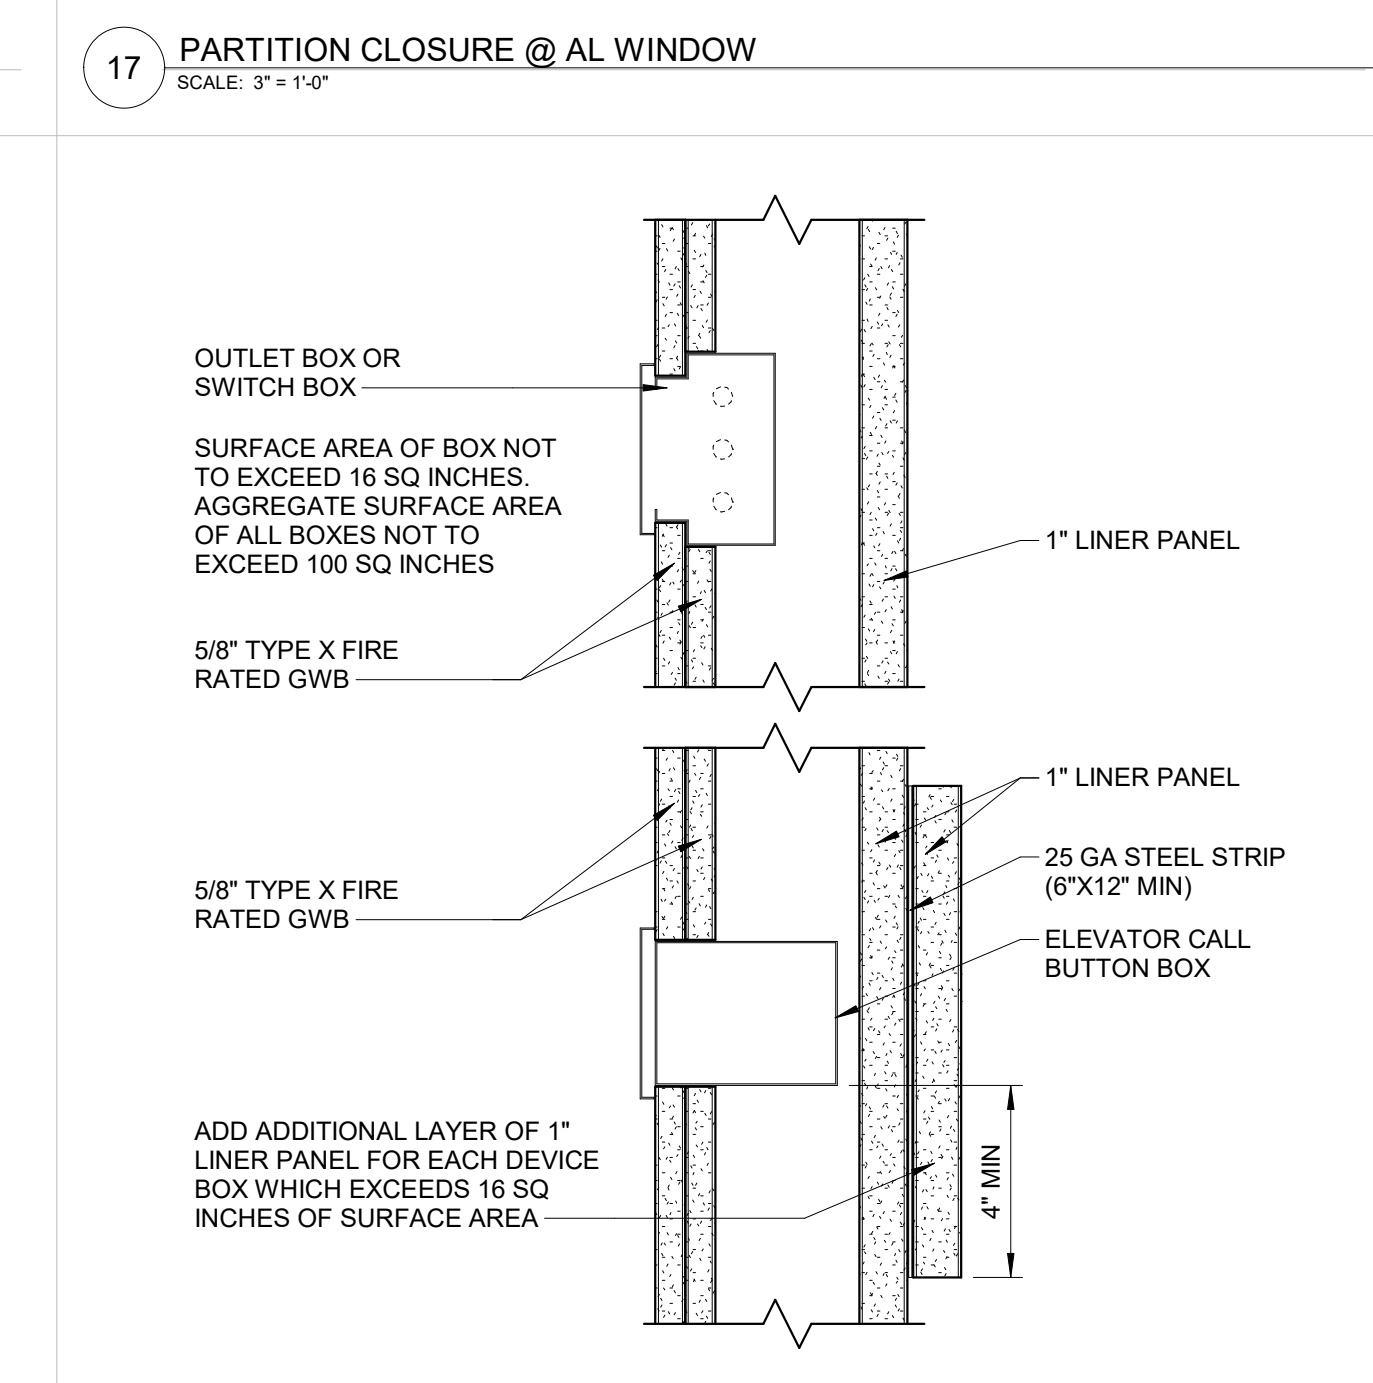 17
PARTITION CLOSURE @ AL WINDOW
SCALE: 3" = 1'-0"
OUTLET BOX OR
SWITCH BOX
SURFACE AREA OF BOX NOT
TO EXCEED 16 SQ INCHES.
AGGREGATE SURFACE AREA
OF ALL BOXES NOT TO
EXCEED 100 SQ INCHES
1" LINER PANEL
5/8" TYPE X FIRE
RATED GWB
1" LINER PANEL
25 GA STEEL STRIP
(6"X12" MIN)
5/8" TYPE X FIRE
RATED GWB
ELEVATOR CALL
BUTTON BOX
ADD ADDITIONAL LAYER OF 1"
LINER PANEL FOR EACH DEVICE
BOX WHICH EXCEEDS 16 SQ
INCHES OF SURFACE AREA
4" MIN